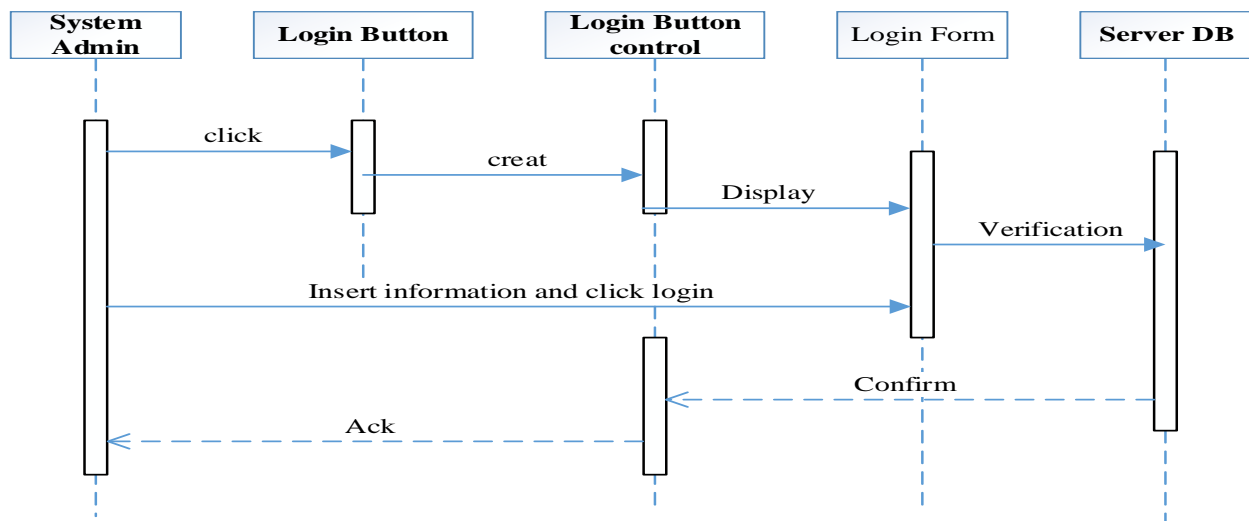 System
Admin
Login Button
Login Button
control
Login Form
Server DB
click
creat
Display
Verification
Insert information and click login
Confirm
Ack